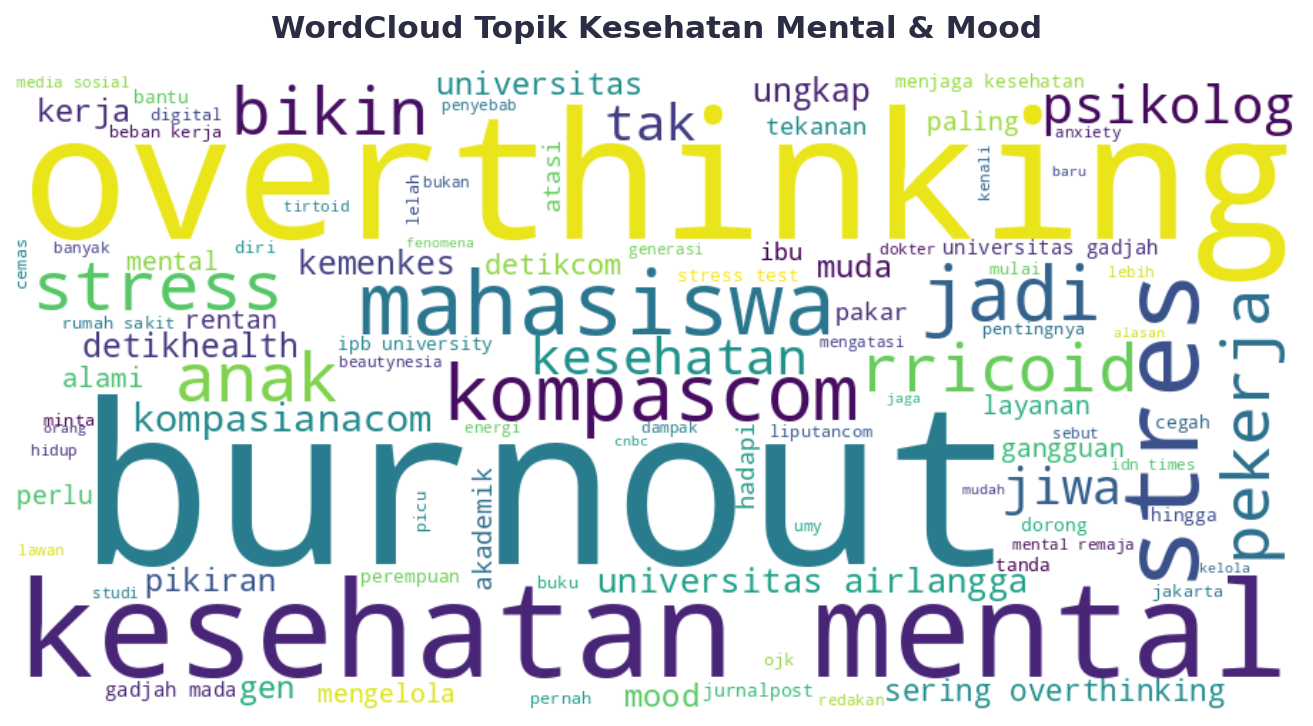 WordCloud Topik Kesehatan Mental & Mood
media sosial
bantu
universitas
penyebab
ungkap
menjaga kesehatan
kerja
digital
beban kerja
bikin
tak
tekanan
paling
psikolog
anxiety
overthinking
tirtoid
lelah
bukan
atasi
kenali
baru
cemas
banyak
diri
fenomena
generasi
ibu
dokter
universitas gadjah
mental
kemenkes
detikcom
stress test
muda
mulai
lebih
stress
mahasiswa
jadi
stres
pekerja
rumah sakit
rentan
pakar
pentingnya
alasan
detikhealth
ipb university
beautynesia
kesehatan
mengatasi
rricoid
alami
anak
kompascom
jaga
layanan
minta
orang
kompasianacom
energi
dampak
cnbc
liputancom
sebut
cegah
hidup
burnout
hadapi
gangguan
idn times
perlu
picu
akademik
umy
mudah
jiwa
hingga
dorong
lawan
mental remaja
tanda
kelola
studi
pikiran
perempuan
buku
universitas airlangga
jakarta
kesehatan mental
ojk
gadjah mada
gen
mengelola
pernah
mood
jurnalpost
redakan
sering overthinking